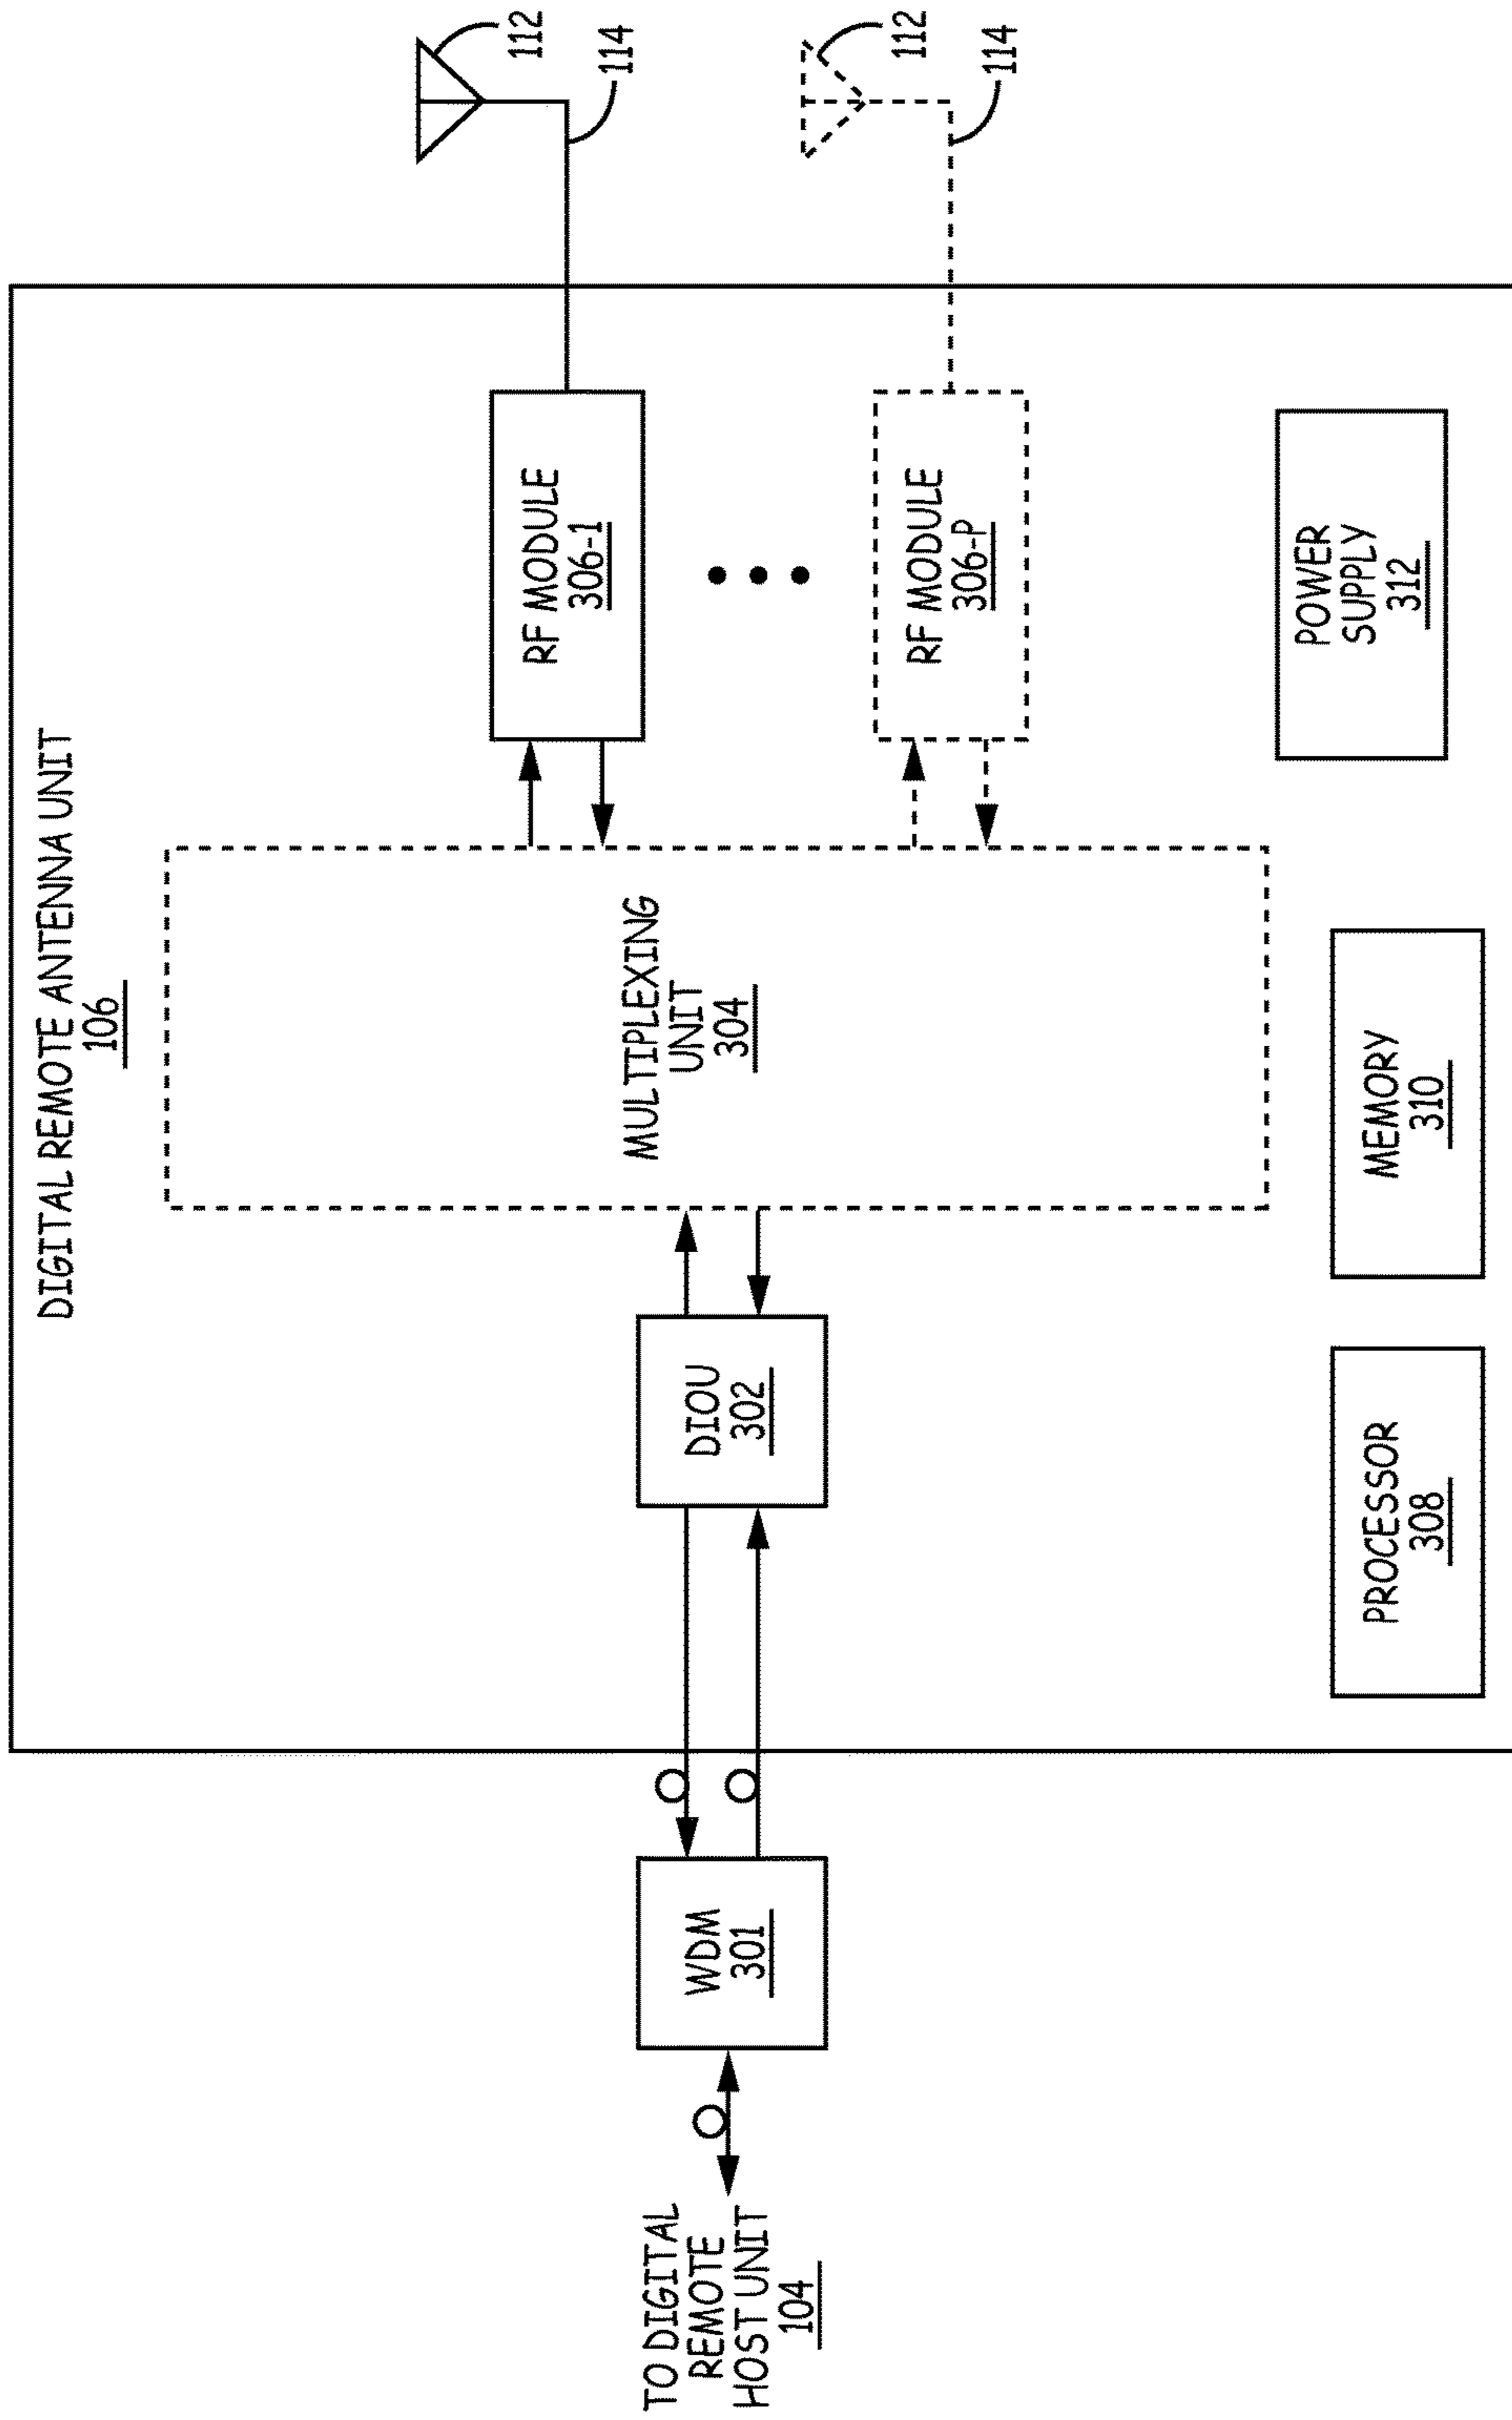 DIGITAL REMOTE ANTENNA UNIT
106
TO DIGITAL
REMOTE
HOST UNIT
104
WDM
301
DIOU
302
MULTIPLEXING
UNIT
304
RF MODULE
306-1
112
114
RF MODULE
306-P
112
114
PROCESSOR
308
MEMORY
310
POWER
SUPPLY
312